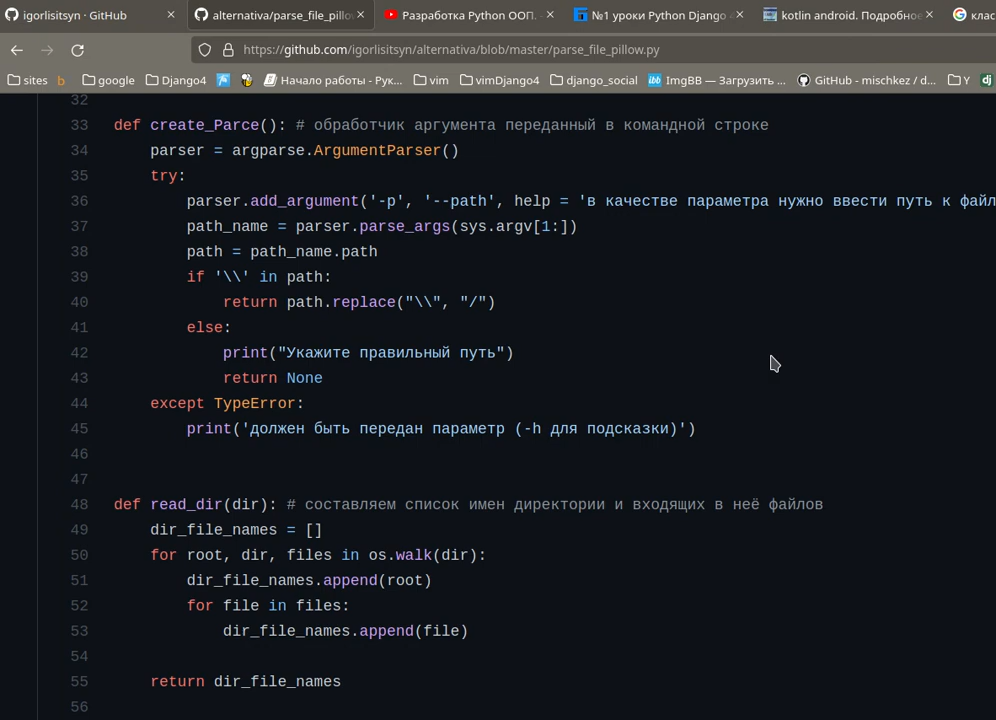 igorlisitsyn · GitHub
alternativa/parse_file_pillow
Разработка Python ООП. -
№1 уроки Python Django
kotlin android. Подробное
клас
https://github.com/igorlisitsyn/alternativa/blob/master/parse_file_pillow.py
sites
b
google
Django4
Начало работы - Рук...
vim
vimDjango4
django_social
ibb
ImgBB — Загрузить ...
GitHub - mischkez / d...
Y
dj
32
33 def create_Parce(): # обработчик аргумента переданный в командной строке
34 parser = argparse.ArgumentParser()
35 try:
36 parser.add_argument('-p', '--path', help = 'в качестве параметра нужно ввести путь к файл
37 path_name = parser.parse_args(sys.argv[1:])
38 path = path_name.path
39 if '\\' in path:
40 return path.replace("\\", "/")
41 else:
42 print("Укажите правильный путь")
43 return None
44 except TypeError:
45 print('должен быть передан параметр (-h для подсказки)')
46
47
48 def read_dir(dir): # составляем список имен директории и входящих в неё файлов
49 dir_file_names = []
50 for root, dir, files in os.walk(dir):
51 dir_file_names.append(root)
52 for file in files:
53 dir_file_names.append(file)
54
55 return dir_file_names
56